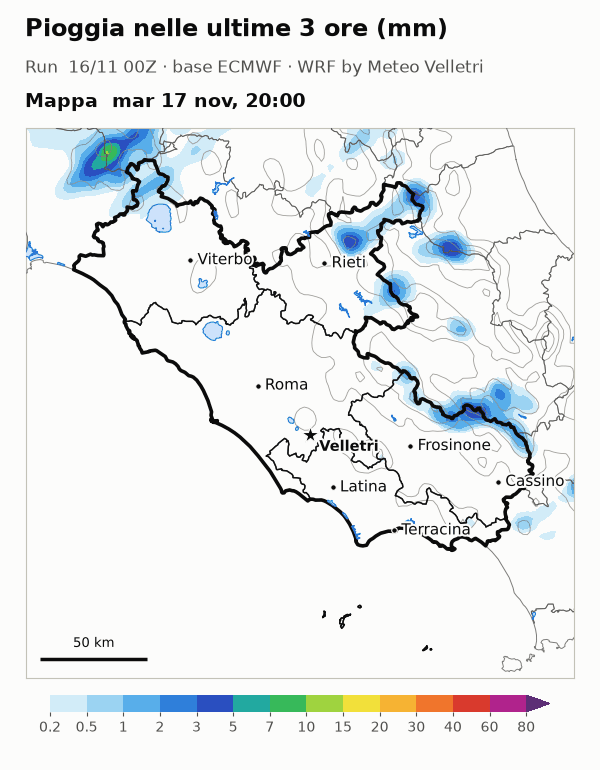 Pioggia nelle ultime 3 ore (mm)
Run  16/11 00Z · base ECMWF · WRF by Meteo Velletri
Mappa  mar 17 nov, 20:00
Viterbo
Rieti
Roma
Velletri
Frosinone
Cassino
Latina
Terracina
50 km
0.2 0.5 1 2 3 5 7 10 15 20 30 40 60 80